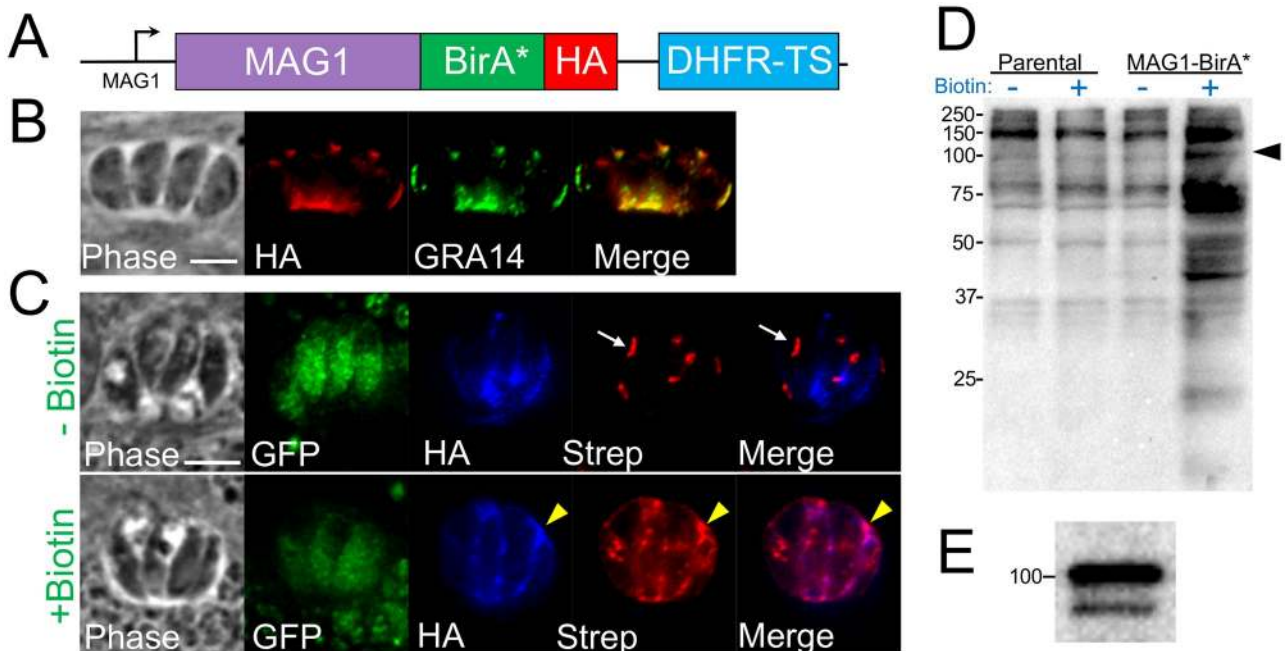 A
MAG1
MAG1 BirA* HA DHFR-TS
B
Phase HA GRA14 Merge
C
- Biotin
Phase GFP HA Strep Merge
+Biotin
Phase GFP HA Strep Merge
D
Parental MAG1-BirA*
Biotin: - + - +
250
150
100
75
50
37
25
E
100